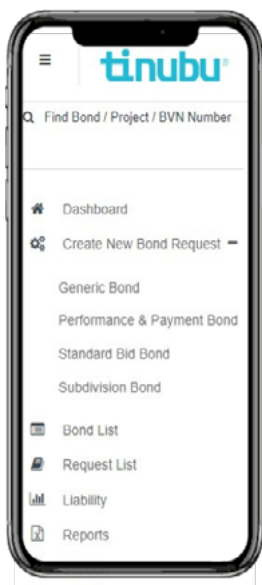 tinubu®
Find Bond / Project / BVN Number
Dashboard
Create New Bond Request
Generic Bond
Performance & Payment Bond
Standard Bid Bond
Subdivision Bond
Bond List
Request List
Liability
Reports